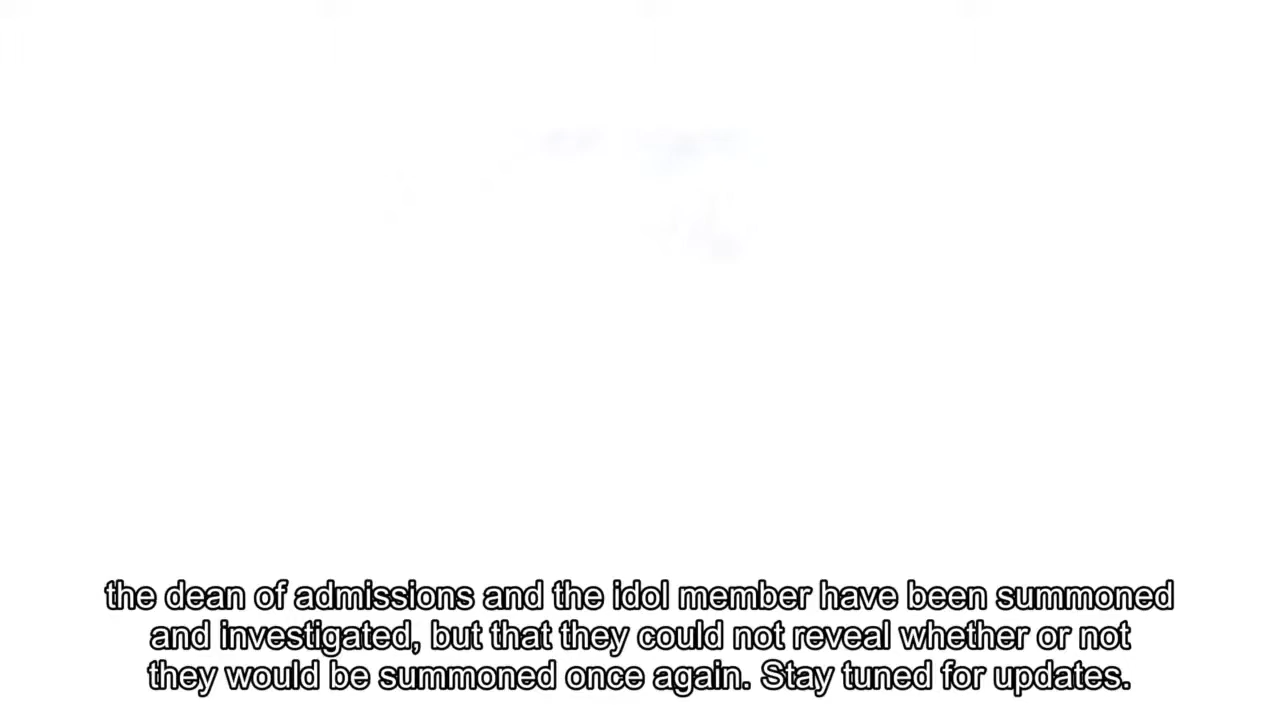 the dean of admissions and the idol member have been summoned
and investigated, but that they could not reveal whether or not
they would be summoned once again. Stay tuned for updates.